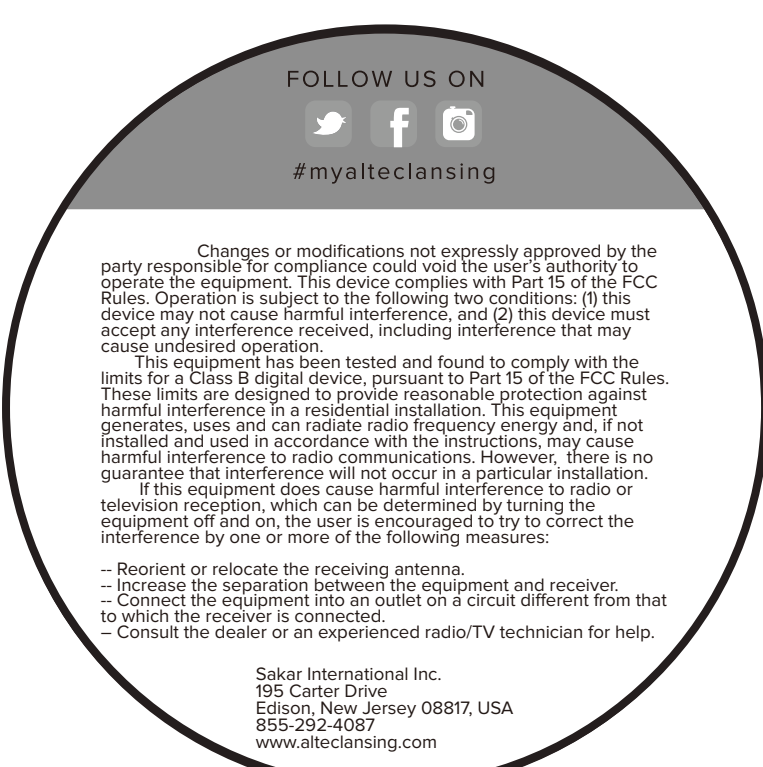 FOLLOW US ON
#myalteclansing
Changes or modifications not expressly approved by the
party responsible for compliance could void the user's authority to
operate the equipment. This device complies with Part 15 of the FCC
Rules. Operation is subject to the following two conditions: (1) this
device may not cause harmful interference, and (2) this device must
accept any interference received, including interference that may
cause undesired operation.
This equipment has been tested and found to comply with the
limits for a Class B digital device, pursuant to Part 15 of the FCC Rules.
These limits are designed to provide reasonable protection against
harmful interference in a residential installation. This equipment
generates, uses and can radiate radio frequency energy and, if not
installed and used in accordance with the instructions, may cause
harmful interference to radio communications. However, there is no
guarantee that interference will not occur in a particular installation.
If this equipment does cause harmful interference to radio or
television reception, which can be determined by turning the
equipment off and on, the user is encouraged to try to correct the
interference by one or more of the following measures:
-- Reorient or relocate the receiving antenna.
-- Increase the separation between the equipment and receiver.
-- Connect the equipment into an outlet on a circuit different from that
to which the receiver is connected.
– Consult the dealer or an experienced radio/TV technician for help.
Sakar International Inc.
195 Carter Drive
Edison, New Jersey 08817, USA
855-292-4087
www.alteclansing.com